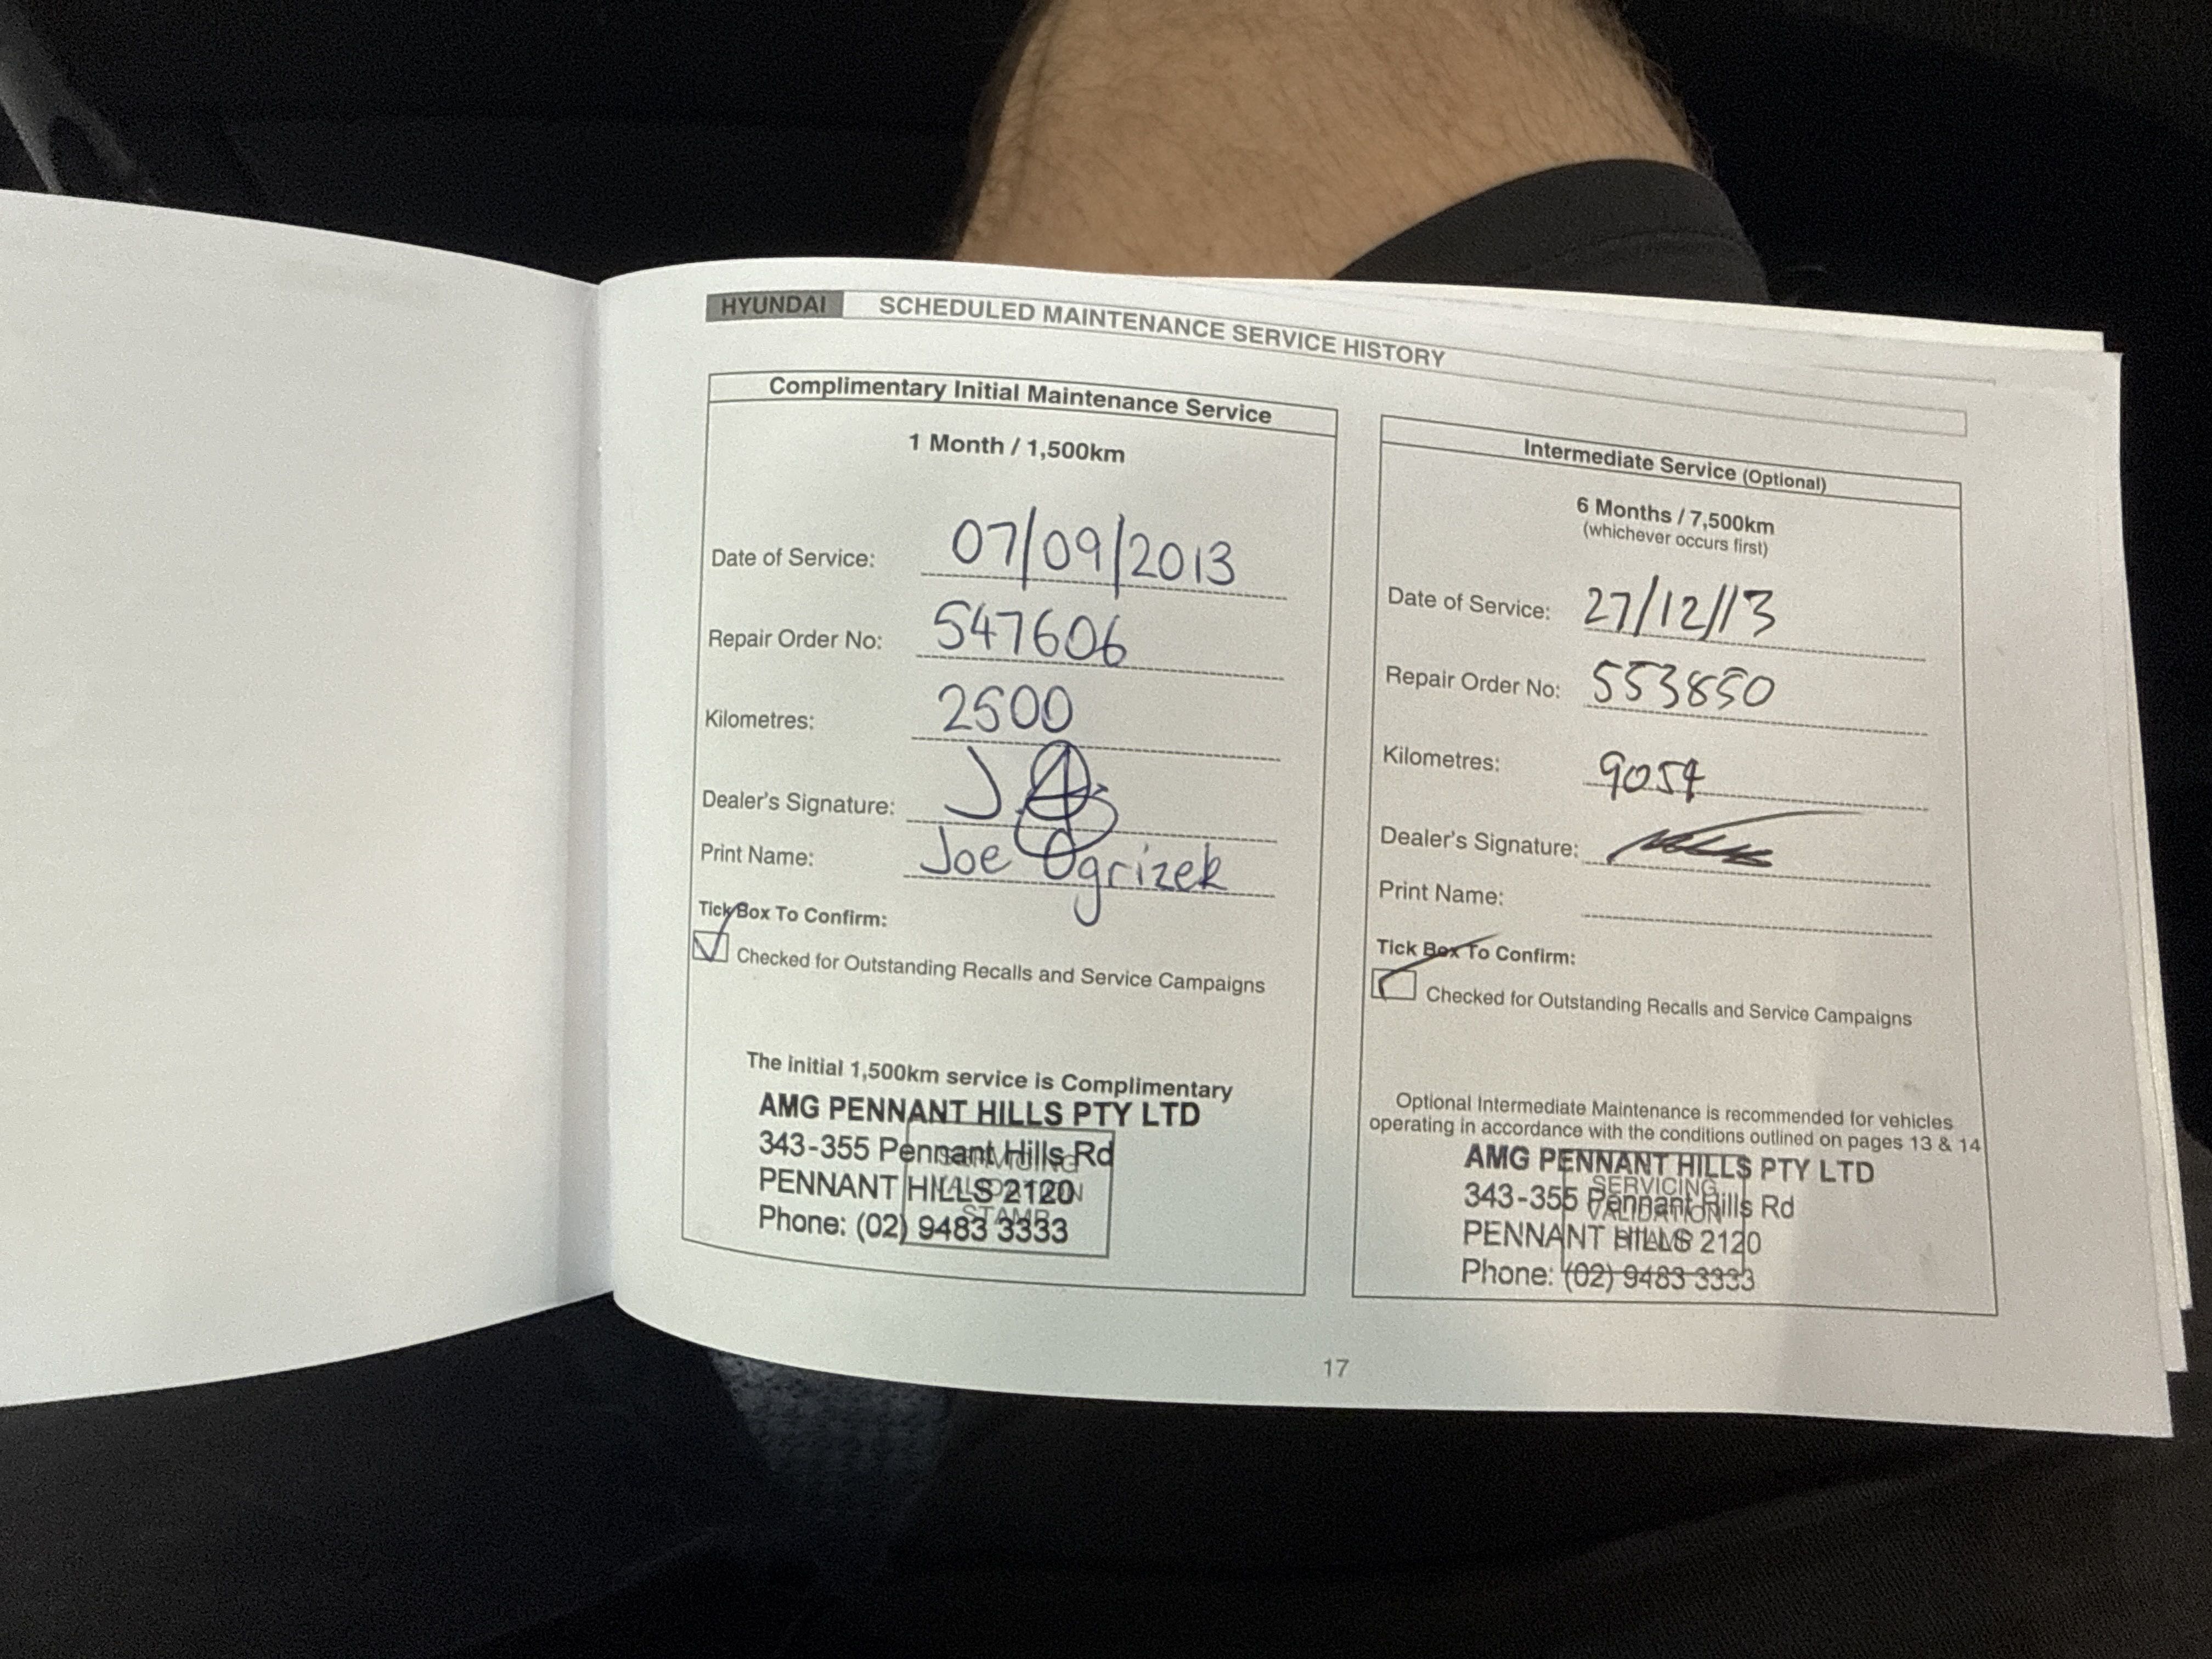 HYUNDAI SCHEDULED MAINTENANCE SERVICE HISTORY
Complimentary Initial Maintenance Service
1 Month / 1,500km
Date of Service: 07/09/2013
Repair Order No: 547606
Kilometres: 2500
Dealer's Signature:
Print Name: Joe Ogrizek
Tick Box To Confirm:
Checked for Outstanding Recalls and Service Campaigns
The initial 1,500km service is Complimentary
AMG PENNANT HILLS PTY LTD
343-355 Pennant Hills Rd
PENNANT HILLS 2120
Phone: (02) 9483 3333
SERVICING
VALIDATION
STAMP
Intermediate Service (Optional)
6 Months / 7,500km
(whichever occurs first)
Date of Service: 27/12/13
Repair Order No: 553850
Kilometres: 9054
Dealer's Signature:
Print Name:
Tick Box To Confirm:
Checked for Outstanding Recalls and Service Campaigns
Optional Intermediate Maintenance is recommended for vehicles
operating in accordance with the conditions outlined on pages 13 & 14
AMG PENNANT HILLS PTY LTD
343-355 Pennant Hills Rd
PENNANT HILLS 2120
Phone: (02) 9483 3333
SERVICING
VALIDATION
STAMP
17